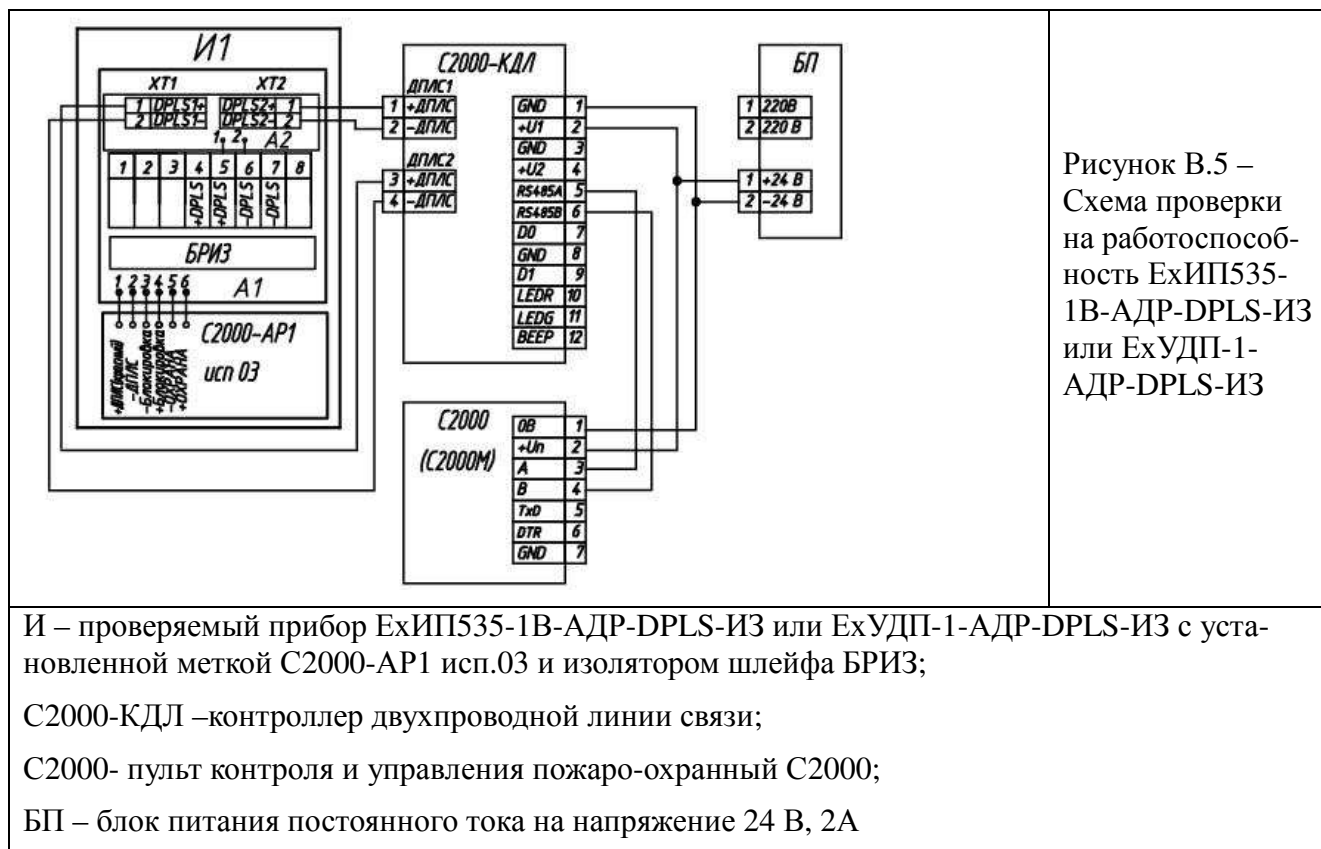 И1
XT1 XT2
1 DPLS1+ DPLS2+ 1
2 DPLS1- DPLS2- 2
1 2 A2
1 2 3 4 5 6 7 8
+DPLS +DPLS -DPLS -DPLS
БРИЗ
1 2 3 4 5 6 A1
С2000-АР1
исп 03
-ДПЛС
-Блокировка
+Блокировка
-ОХРАНА
+ОХРАНА
С2000-КДЛ
ДПЛС1
1 +ДПЛС
2 -ДПЛС
ДПЛС2
3 +ДПЛС
4 -ДПЛС
GND 1
+U1 2
GND 3
+U2 4
RS485A 5
RS485B 6
D0 7
GND 8
D1 9
LEDR 10
LEDG 11
BEEP 12
БП
1 220В
2 220 В
1 +24 В
2 -24 В
С2000
(С2000М)
0В 1
+Uп 2
A 3
B 4
TxD 5
DTR 6
GND 7
Рисунок В.5 –
Схема проверки
на работоспособ-
ность ЕхИП535-
1В-АДР-DPLS-ИЗ
или ЕхУДП-1-
АДР-DPLS-ИЗ
И – проверяемый прибор ЕхИП535-1В-АДР-DPLS-ИЗ или ЕхУДП-1-АДР-DPLS-ИЗ с уста-
новленной меткой С2000-АР1 исп.03 и изолятором шлейфа БРИЗ;
С2000-КДЛ –контроллер двухпроводной линии связи;
С2000- пульт контроля и управления пожаро-охранный С2000;
БП – блок питания постоянного тока на напряжение 24 В, 2А